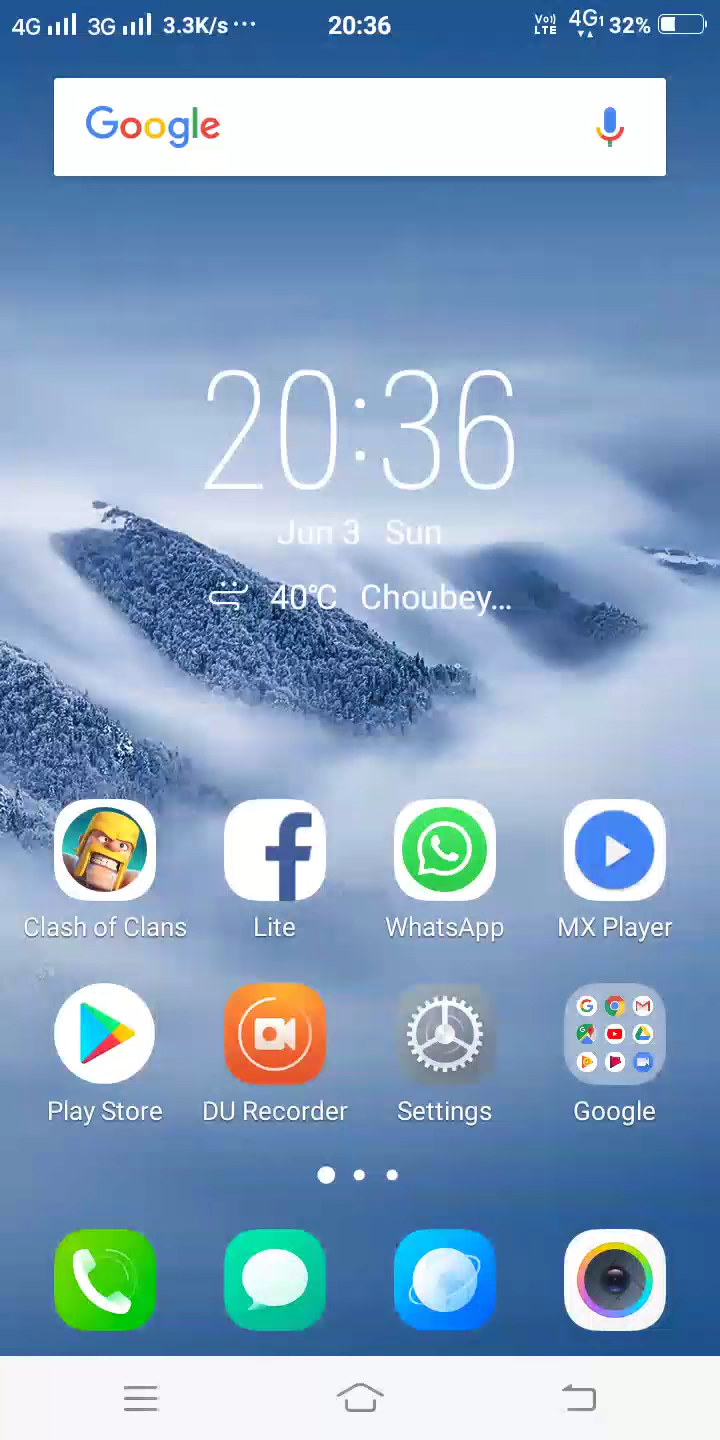 4G 3G 3.3K/s ··· 20:36 Vo)) LTE 4G1 32%
Google
20:36
Jun 3 Sun
40℃ Choubey...
Clash of Clans Lite WhatsApp MX Player
Play Store DU Recorder Settings Google